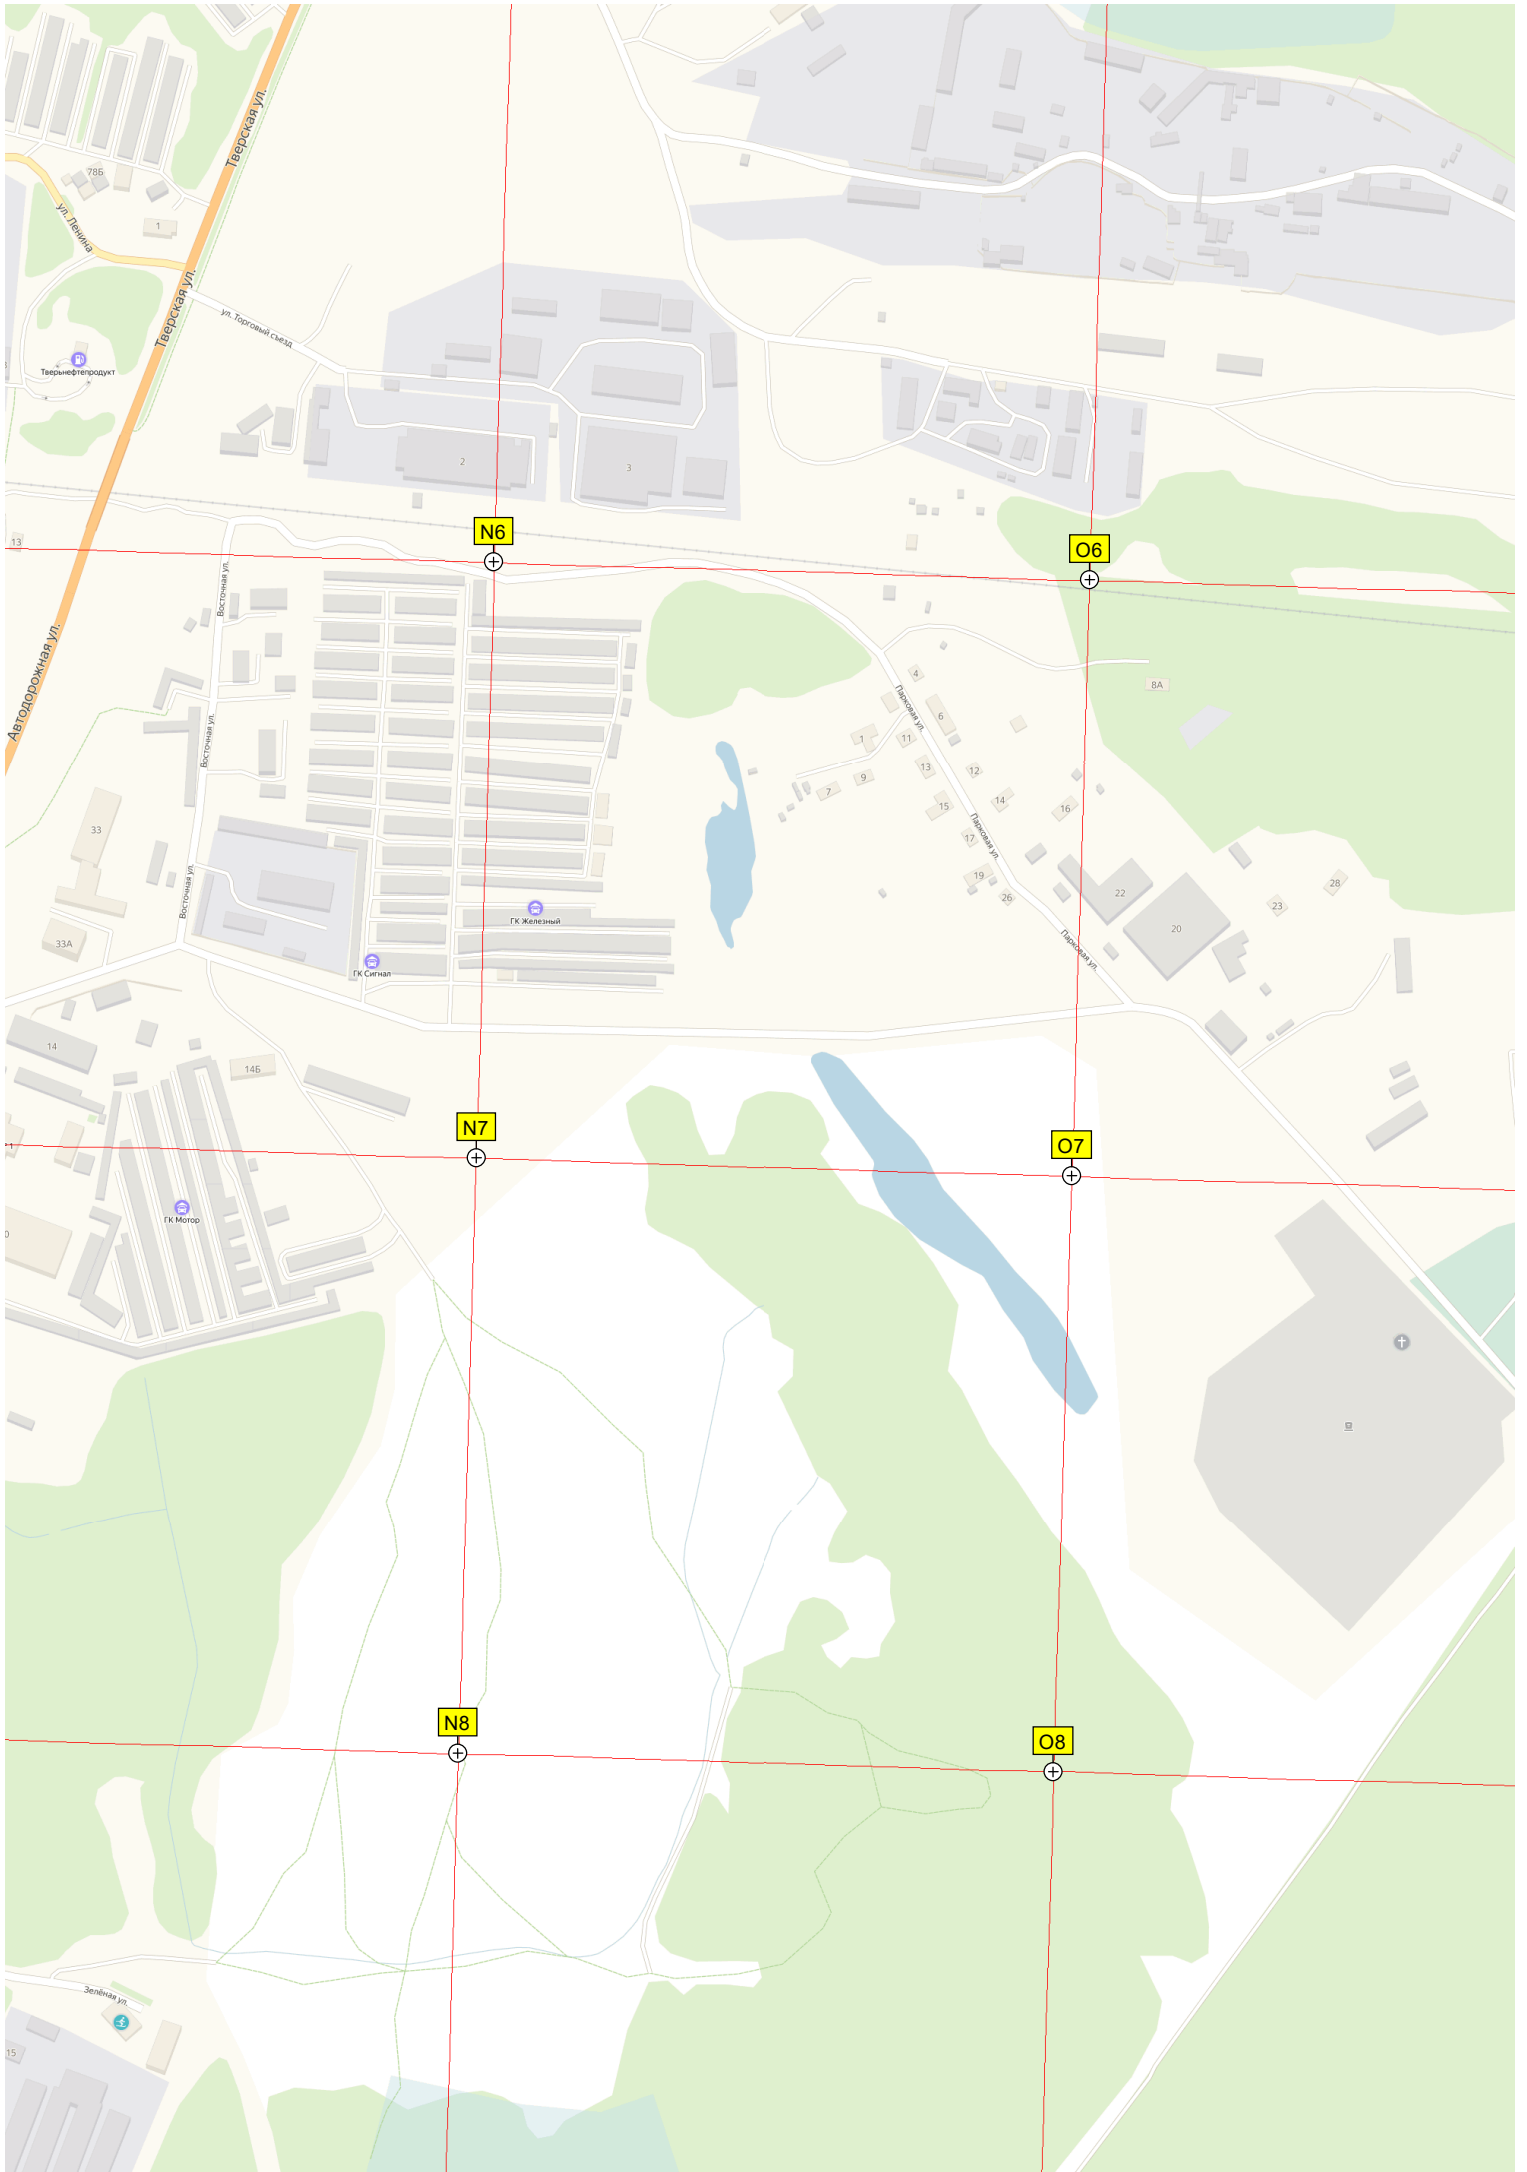 Тверская ул.
78Б
ул. Ленина
1
Тверская ул.
ул. Торговый съезд
Тверьнефтепродукт
2
3
13
N6
O6
Восточная ул.
Автодорожная ул.
4
8А
Парковая ул.
6
1
11
Восточная ул.
13
12
9
7
15
14
16
33
17
Парковая ул.
19
22
26
28
23
Восточная ул.
ГК Железный
20
33А
Парковая ул.
ГК Сигнал
14
14Б
N7
O7
1
ГК Мотор
N8
O8
Зелёная ул.
15